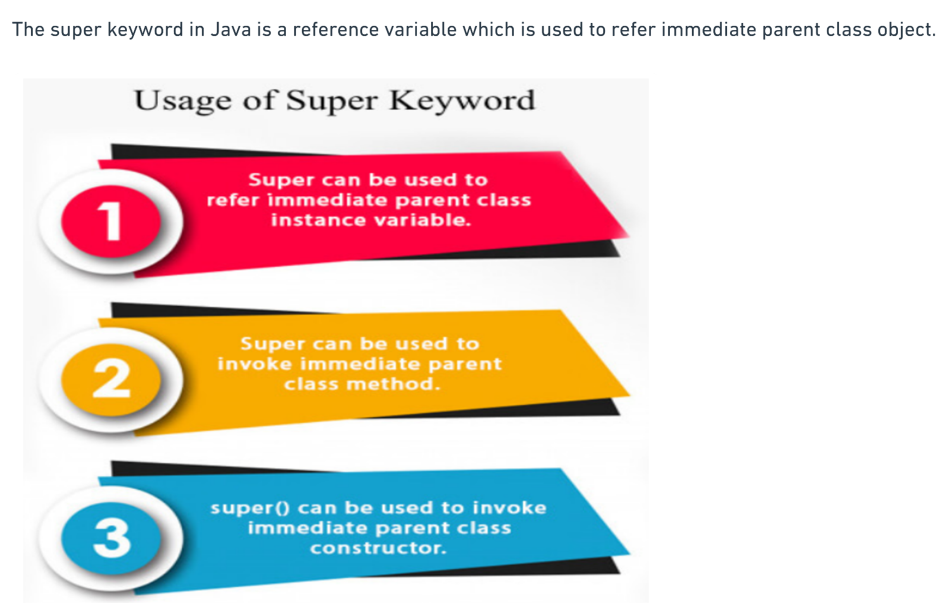 The super keyword in Java is a reference variable which is used to refer immediate parent class object.
Usage of Super Keyword
1
Super can be used to
refer immediate parent class
instance variable.
2
Super can be used to
invoke immediate parent
class method.
3
super() can be used to invoke
immediate parent class
constructor.